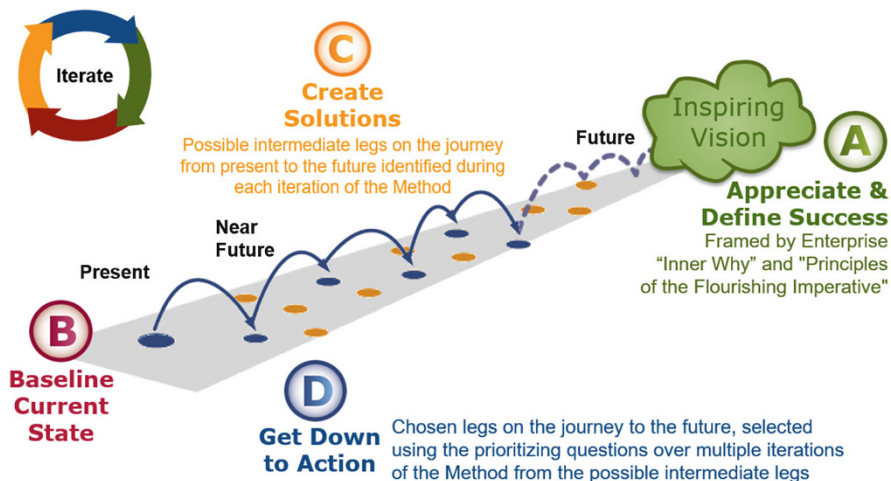 Iterate
C
Create
Solutions
Possible intermediate legs on the journey
from present to the future identified during
each iteration of the Method
Future
Inspiring
Vision
A
Appreciate &
Define Success
Framed by Enterprise
“Inner Why” and "Principles
of the Flourishing Imperative"
Near
Future
Present
B
Baseline
Current
State
D
Get Down
to Action
Chosen legs on the journey to the future, selected
using the prioritizing questions over multiple iterations
of the Method from the possible intermediate legs